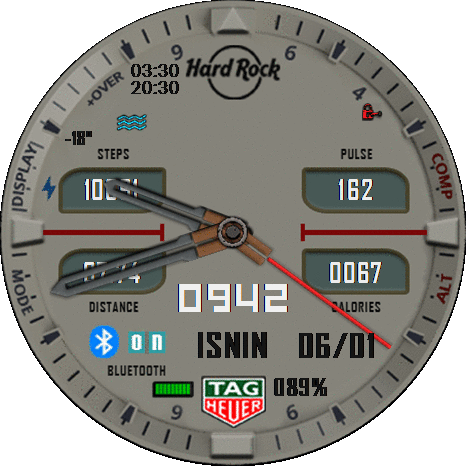 9
6
03:30
20:30
Hard Rock
+OVER
4
-18°
DISPLAY
STEPS
PULSE
COMP
162
0067
MODE
DISTANCE
0942
CALORIES
ALT
on
ISNIN 06/01
BLUETOOTH
TAG
HEUER
089%
9
6